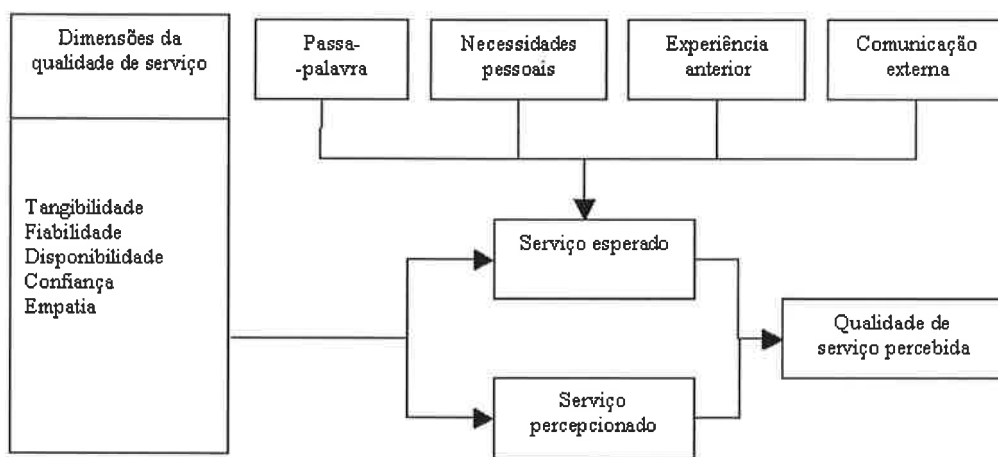 Dimensões da
qualidade de serviço
Tangibilidade
Fiabilidade
Disponibilidade
Confiança
Empatia
Passa-
-palavra
Necessidades
pessoais
Experiência
anterior
Comunicação
externa
Serviço esperado
Serviço
percepcionado
Qualidade de
serviço percebida